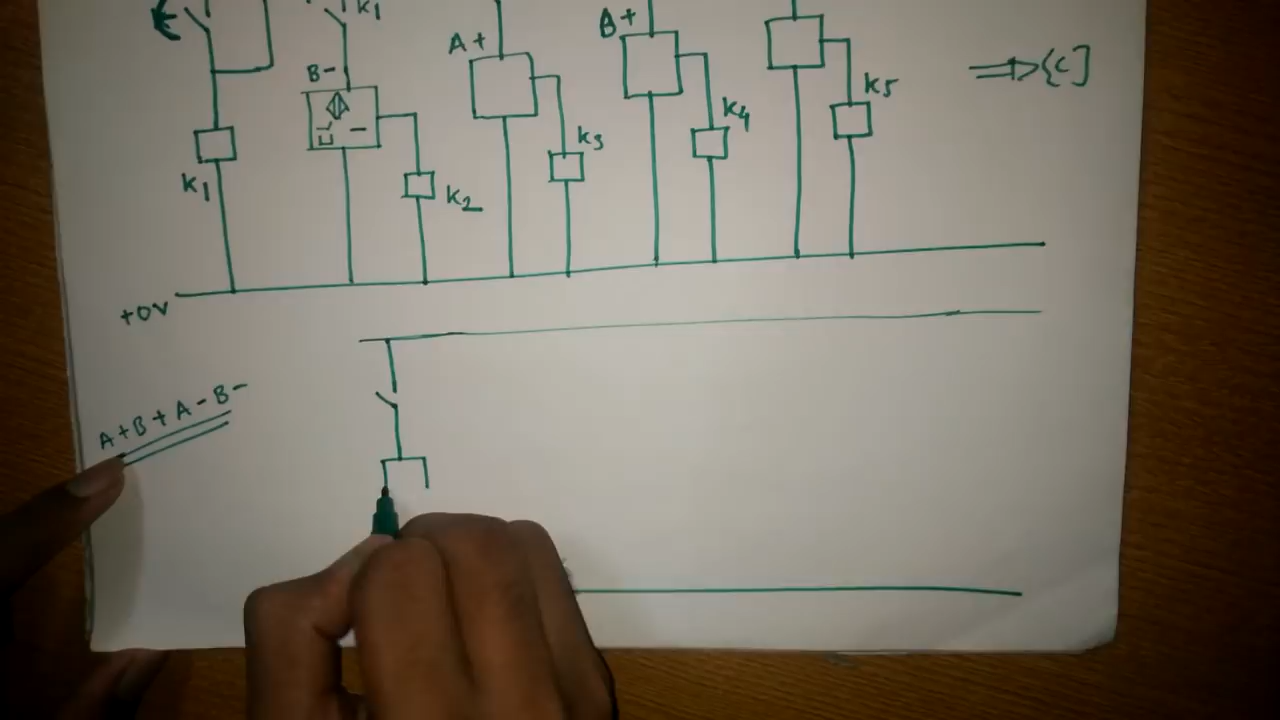 K1
A+
B+
B-
K5
⇒{C]
K4
K3
K1
K2
+0V
A+B+A-B-